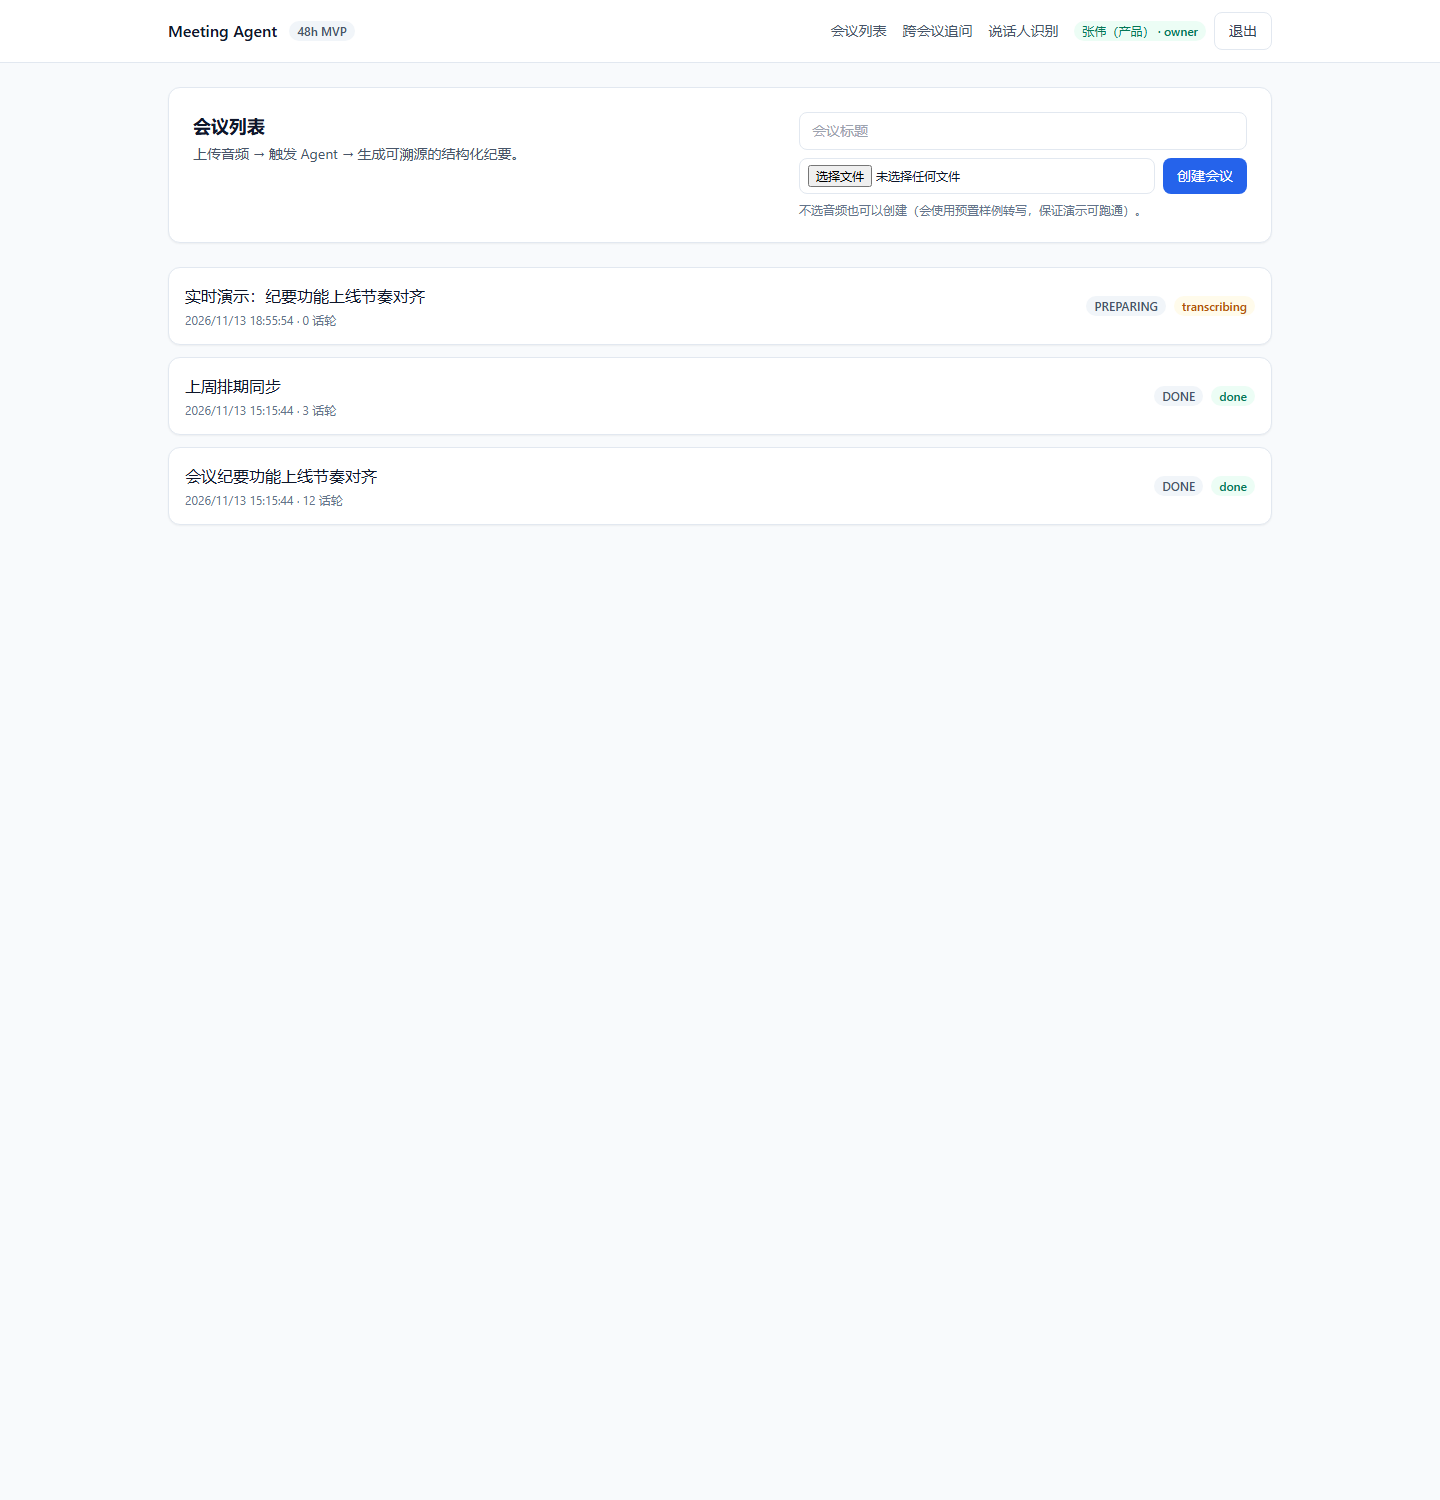 Meeting Agent 48h MVP 会议列表 跨会议追问 说话人识别 张伟（产品） · owner 退出
会议列表
上传音频 → 触发 Agent → 生成可溯源的结构化纪要。
会议标题
选择文件 未选择任何文件 创建会议
不选音频也可以创建（会使用预置样例转写，保证演示可跑通）。
实时演示：纪要功能上线节奏对齐
2026/11/13 18:55:54 · 0 话轮
PREPARING transcribing
上周排期同步
2026/11/13 15:15:44 · 3 话轮
DONE done
会议纪要功能上线节奏对齐
2026/11/13 15:15:44 · 12 话轮
DONE done